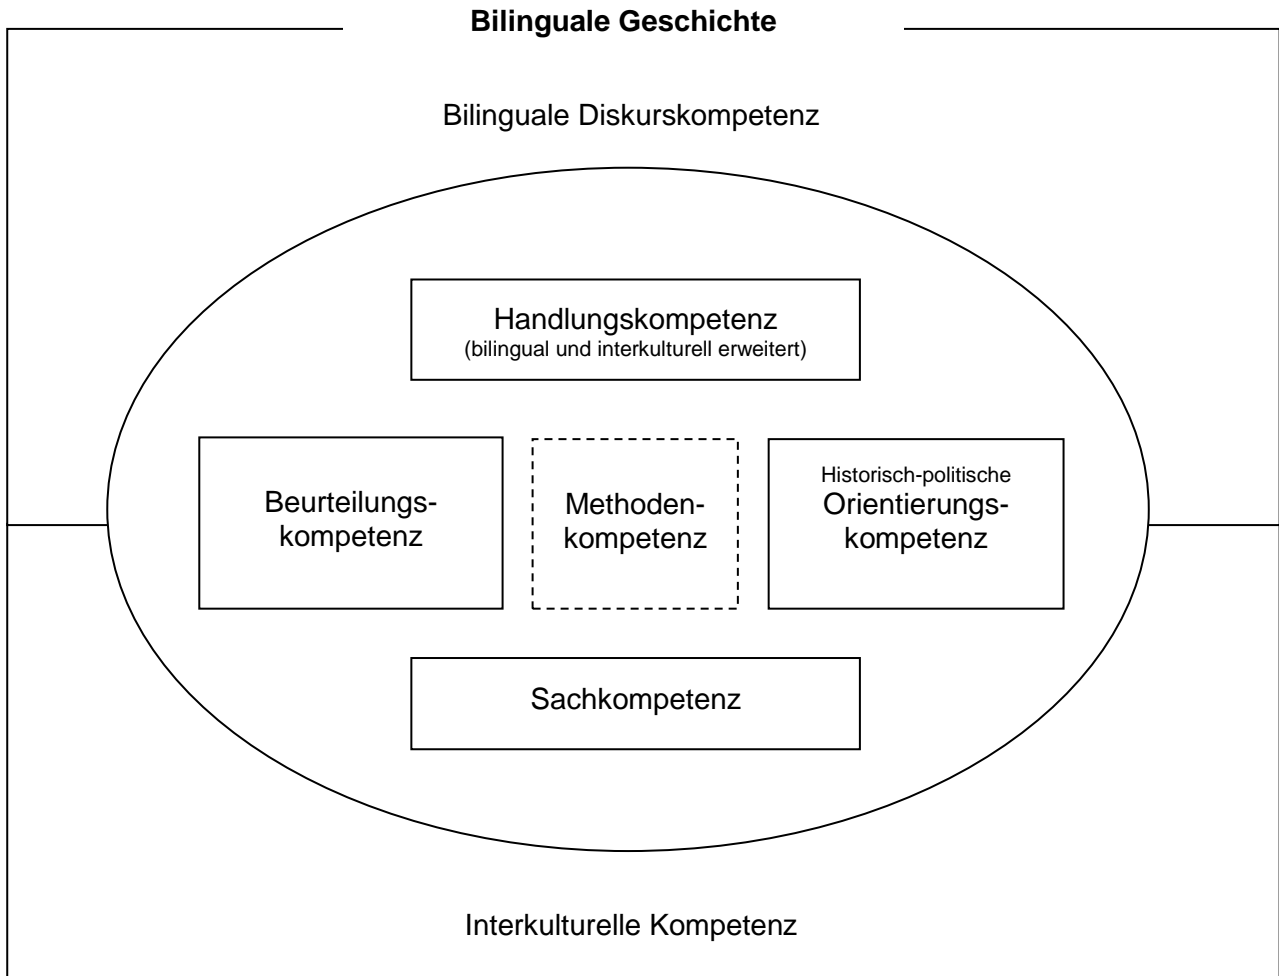 Bilinguale Geschichte
Bilinguale Diskurskompetenz
Handlungskompetenz
(bilingual und interkulturell erweitert)
Beurteilungs-
kompetenz
Methoden-
kompetenz
Historisch-politische
Orientierungs-
kompetenz
Sachkompetenz
Interkulturelle Kompetenz